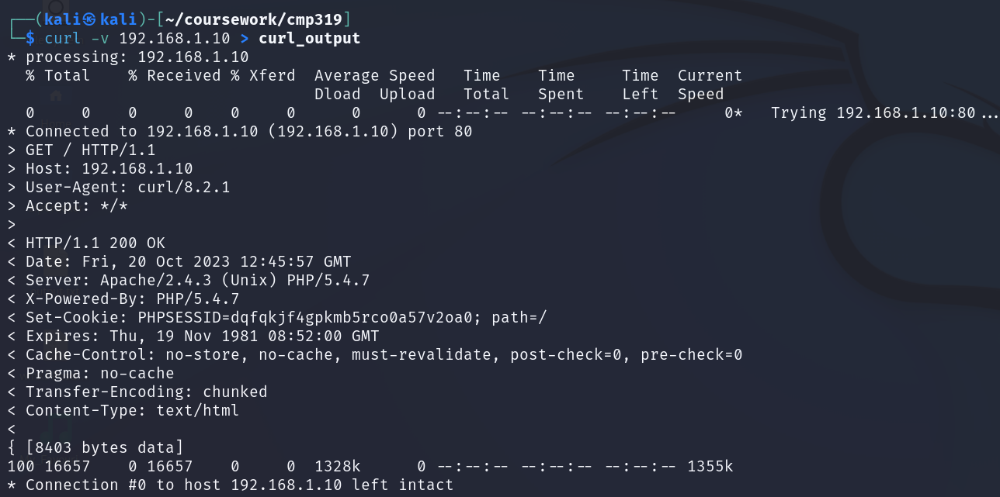 ┌──(kali㉿kali)-[~/coursework/cmp319]
└─$ curl -v 192.168.1.10 > curl_output
* processing: 192.168.1.10
  % Total    % Received % Xferd  Average Speed   Time    Time     Time  Current
                                 Dload  Upload   Total   Spent    Left  Speed
  0     0    0     0    0     0      0      0 --:--:-- --:--:-- --:--:--     0*   Trying 192.168.1.10:80...
* Connected to 192.168.1.10 (192.168.1.10) port 80
> GET / HTTP/1.1
> Host: 192.168.1.10
> User-Agent: curl/8.2.1
> Accept: */*
>
< HTTP/1.1 200 OK
< Date: Fri, 20 Oct 2023 12:45:57 GMT
< Server: Apache/2.4.3 (Unix) PHP/5.4.7
< X-Powered-By: PHP/5.4.7
< Set-Cookie: PHPSESSID=dqfqkjf4gpkmb5rco0a57v2oa0; path=/
< Expires: Thu, 19 Nov 1981 08:52:00 GMT
< Cache-Control: no-store, no-cache, must-revalidate, post-check=0, pre-check=0
< Pragma: no-cache
< Transfer-Encoding: chunked
< Content-Type: text/html
<
{ [8403 bytes data]
100 16657    0 16657    0     0  1328k      0 --:--:-- --:--:-- --:--:-- 1355k
* Connection #0 to host 192.168.1.10 left intact